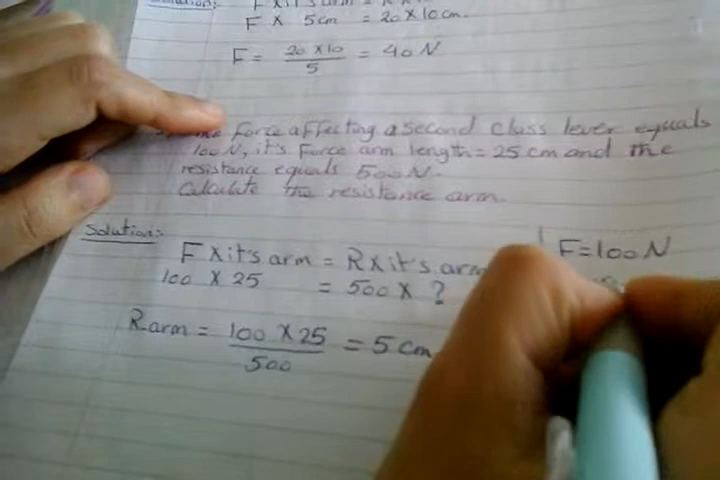 F X 5cm = 20 X 10 cm.
F = 20 X 10 / 5 = 40 N
Force affecting a second class lever equals
100 N, it's Force arm length = 25 cm and the
resistance equals 500 N.
Calculate the resistance arm.
Solution:
F X it's arm = R X it's arm
100 X 25 = 500 X ?
R arm = 100 X 25 / 500 = 5 cm
F = 100 N